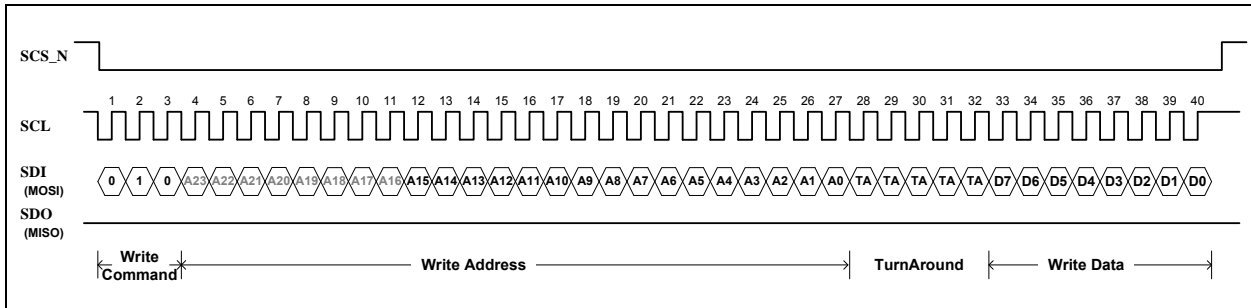 SCS_N
1 2 3 4 5 6 7 8 9 10 11 12 13 14 15 16 17 18 19 20 21 22 23 24 25 26 27 28 29 30 31 32 33 34 35 36 37 38 39 40
SCL
SDI
(MOSI)
0 1 0 A23 A22 A21 A20 A19 A18 A17 A16 A15 A14 A13 A12 A11 A10 A9 A8 A7 A6 A5 A4 A3 A2 A1 A0 TA TA TA TA TA D7 D6 D5 D4 D3 D2 D1 D0
SDO
(MISO)
Write Command
Write Address
TurnAround
Write Data